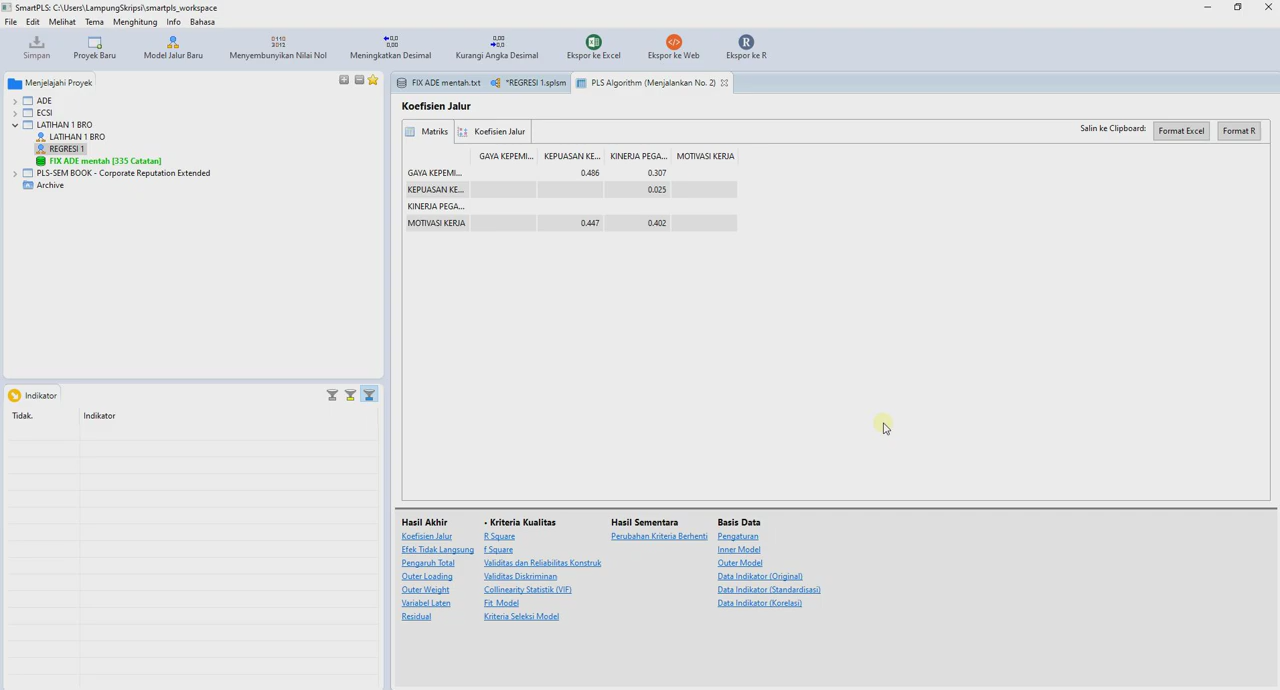 SmartPLS: C:\Users\LampungSkripsi\smartpls_workspace
File Edit Melihat Tema Menghitung Info Bahasa
Simpan Proyek Baru Model Jalur Baru Menyembunyikan Nilai Nol Meningkatkan Desimal Kurangi Angka Desimal Ekspor ke Excel Ekspor ke Web Ekspor ke R
Menjelajahi Proyek
ADE
ECSI
LATIHAN 1 BRO
LATIHAN 1 BRO
REGRESI 1
FIX ADE mentah [335 Catatan]
PLS-SEM BOOK - Corporate Reputation Extended
Archive
Indikator
Tidak. Indikator
FIX ADE mentah.txt *REGRESI 1.splsm PLS Algorithm (Menjalankan No. 2)
Koefisien Jalur
Matriks Koefisien Jalur Salin ke Clipboard: Format Excel Format R
GAYA KEPEMI... KEPUASAN KE... KINERJA PEGA... MOTIVASI KERJA
GAYA KEPEMI... 0.486 0.307
KEPUASAN KE... 0.025
KINERJA PEGA...
MOTIVASI KERJA 0.447 0.402
Hasil Akhir
Koefisien Jalur
Efek Tidak Langsung
Pengaruh Total
Outer Loading
Outer Weight
Variabel Laten
Residual
• Kriteria Kualitas
R Square
f Square
Validitas dan Reliabilitas Konstruk
Validitas Diskriminan
Collinearity Statistik (VIF)
Fit_Model
Kriteria Seleksi Model
Hasil Sementara
Perubahan Kriteria Berhenti
Basis Data
Pengaturan
Inner Model
Outer Model
Data Indikator (Original)
Data Indikator (Standardisasi)
Data Indikator (Korelasi)